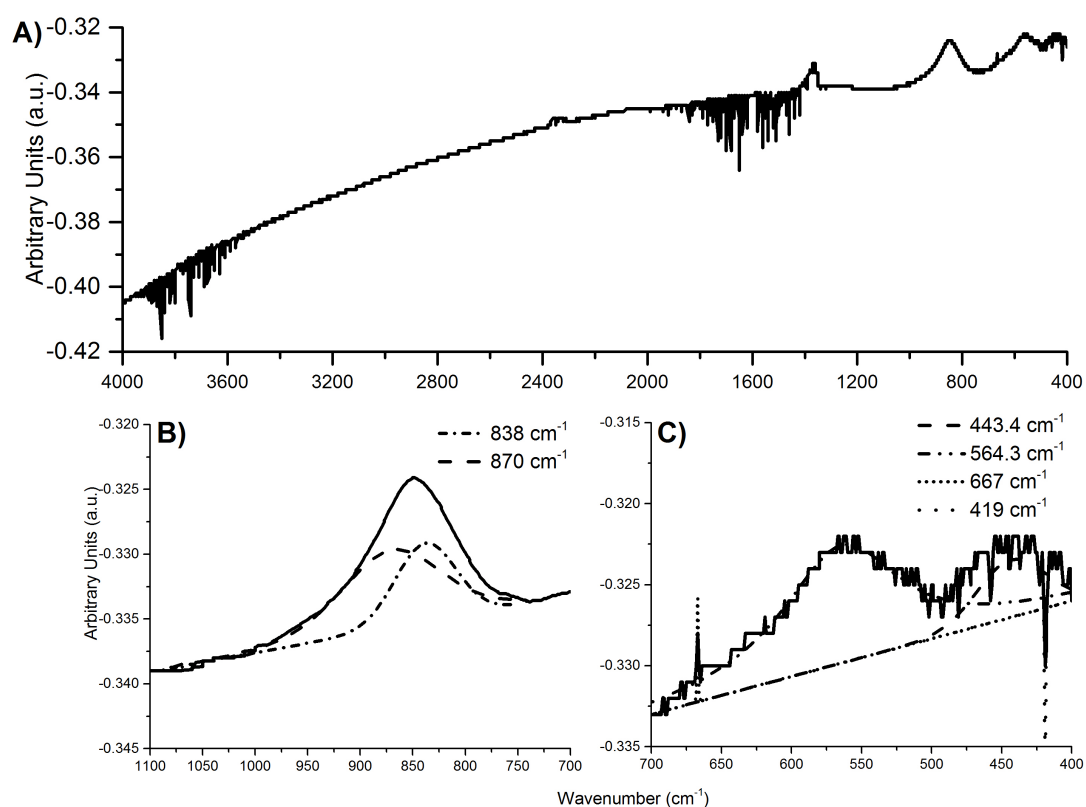 A)
Arbitrary Units (a.u.)
-0.32
-0.34
-0.36
-0.38
-0.40
-0.42
4000 3600 3200 2800 2400 2000 1600 1200 800 400
B)
838 cm-1
870 cm-1
Arbitrary Units (a.u.)
-0.320
-0.325
-0.330
-0.335
-0.340
-0.345
1100 1050 1000 950 900 850 800 750 700
C)
443.4 cm-1
564.3 cm-1
667 cm-1
419 cm-1
-0.315
-0.320
-0.325
-0.330
-0.335
700 650 600 550 500 450 400
Wavenumber (cm-1)